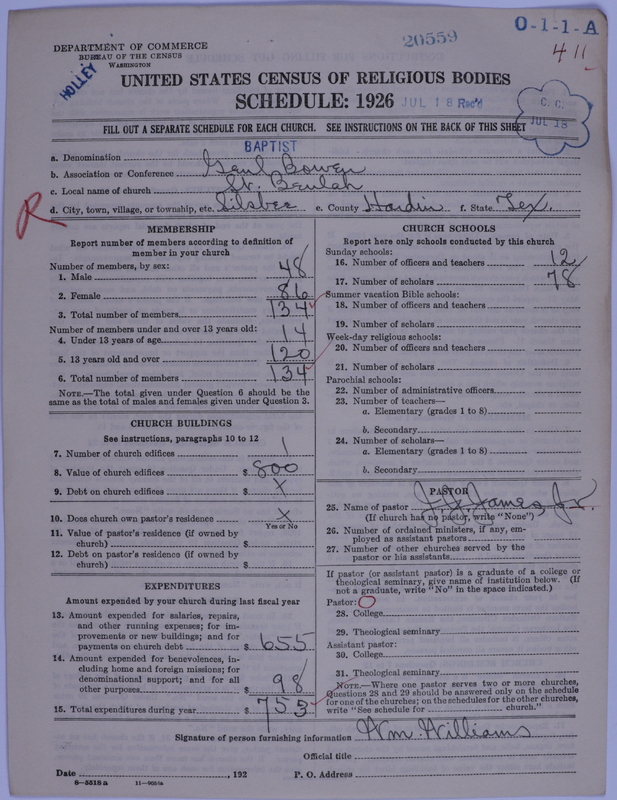 O-1-1-A
20559
411
DEPARTMENT OF COMMERCE
BUREAU OF THE CENSUS
WASHINGTON
HOLLEY
UNITED STATES CENSUS OF RELIGIOUS BODIES
SCHEDULE: 1926 JUL 18 Rec'd
C. C.
JUL 18
FILL OUT A SEPARATE SCHEDULE FOR EACH CHURCH. SEE INSTRUCTIONS ON THE BACK OF THIS SHEET
BAPTIST
a. Denomination
b. Association or Conference Genl Bowen
c. Local name of church St. Beulah
d. City, town, village, or township, etc. Silsbee e. County Hardin f. State Tex.
R
MEMBERSHIP
Report number of members according to definition of
member in your church
Number of members, by sex:
1. Male 48
2. Female 86
3. Total number of members 134
Number of members under and over 13 years old:
4. Under 13 years of age 14
5. 13 years old and over 120
6. Total number of members 134
NOTE.—The total given under Question 6 should be
same as the total of males and females given under Question 3.
CHURCH BUILDINGS
See instructions, paragraphs 10 to 12
7. Number of church edifices 1
8. Value of church edifices $ 800
9. Debt on church edifices $ X
10. Does church own pastor's residence X
Yes or No
11. Value of pastor's residence (if owned by
church) $
12. Debt on pastor's residence (if owned by
church) $
EXPENDITURES
Amount expended by your church during last fiscal year
13. Amount expended for salaries, repairs,
and other running expenses; for im-
provements or new buildings; and for
payments on church debt $ 655
14. Amount expended for benevolences, in-
cluding home and foreign missions; for
denominational support; and for all
other purposes $ 98
15. Total expenditures during year $ 753
CHURCH SCHOOLS
Report here only schools conducted by this church
Sunday schools:
16. Number of officers and teachers 12
17. Number of scholars 78
Summer vacation Bible schools:
18. Number of officers and teachers
19. Number of scholars
Week-day religious schools:
20. Number of officers and teachers
21. Number of scholars
Parochial schools:
22. Number of administrative officers
23. Number of teachers—
a. Elementary (grades 1 to 8)
b. Secondary
24. Number of scholars—
a. Elementary (grades 1 to 8)
b. Secondary
PASTOR
25. Name of pastor James, Jr.
(If church has no pastor, write "None")
26. Number of ordained ministers, if any, em-
ployed as assistant pastors
27. Number of other churches served by the
pastor or his assistants
If pastor (or assistant pastor) is a graduate of a college or
theological seminary, give name of institution below. (If
not a graduate, write "No" in the space indicated.)
Pastor: O
28. College
29. Theological seminary
Assistant pastor:
30. College
31. Theological seminary
NOTE.—Where one pastor serves two or more churches,
Questions 28 and 29 should be answered only on the schedule
for one of the churches; on the schedules for the other churches,
write "See schedule for church."
Signature of person furnishing information Wm. Williams
Official title
Date , 192 P. O. Address
8—5318a 11—9054a